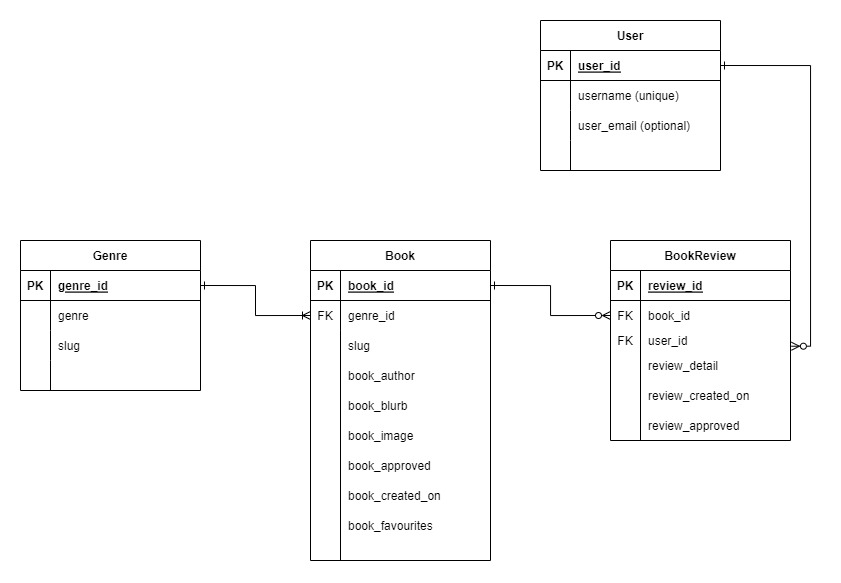 User
PK user_id
username (unique)
user_email (optional)
Genre
PK genre_id
genre
slug
Book
PK book_id
FK genre_id
slug
book_author
book_blurb
book_image
book_approved
book_created_on
book_favourites
BookReview
PK review_id
FK book_id
FK user_id
review_detail
review_created_on
review_approved